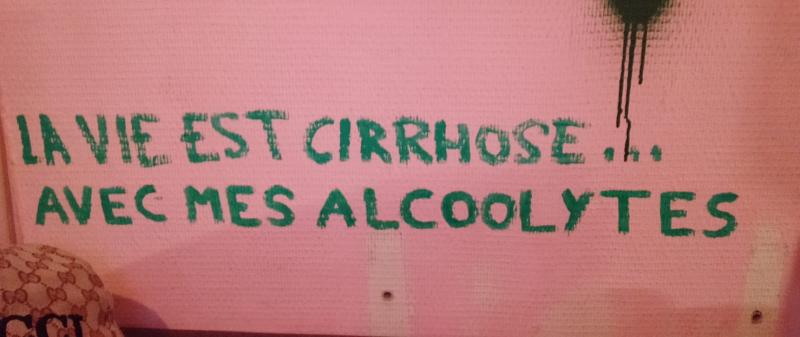 LA VIE EST CIRRHOSE...
AVEC MES ALCOOLYTES